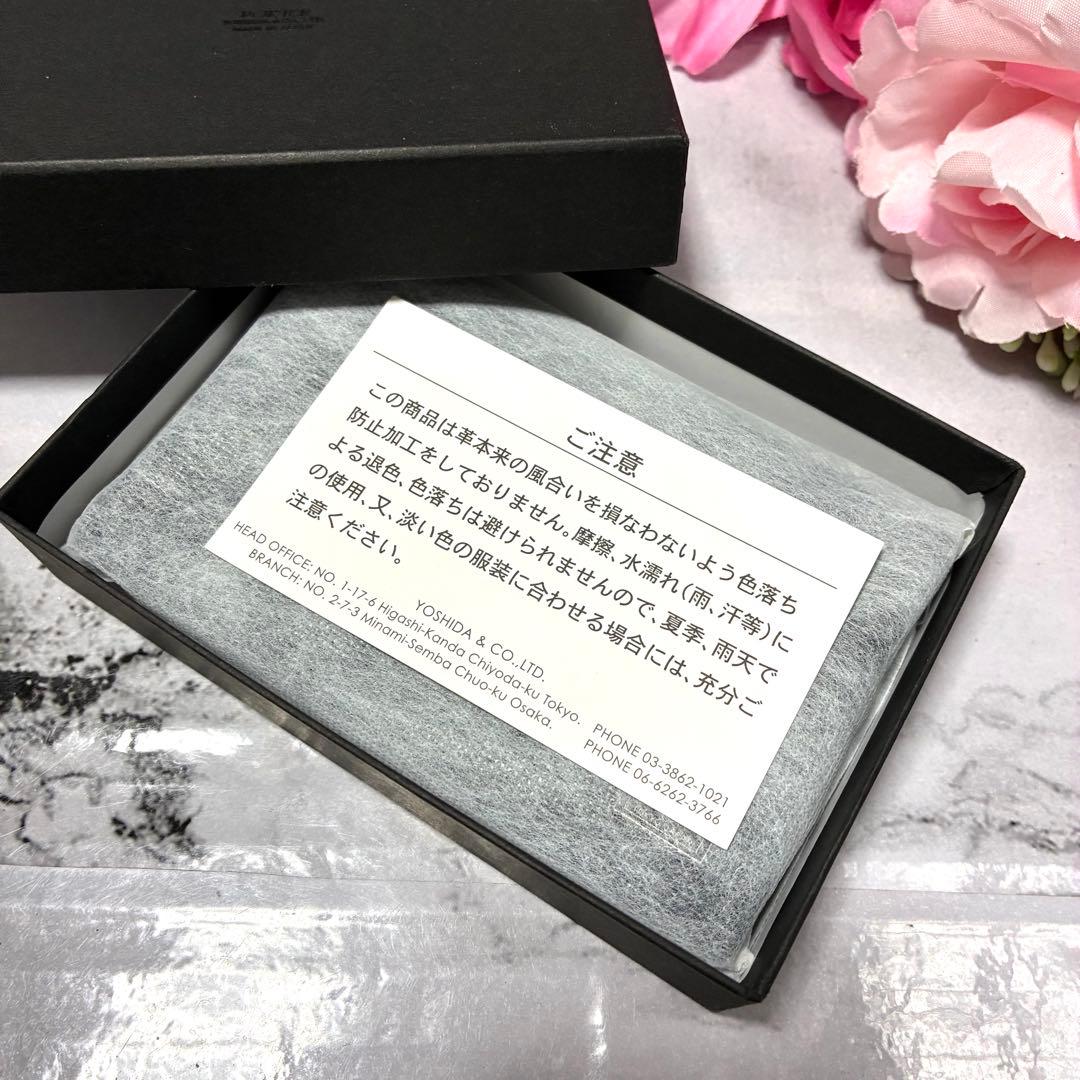 ご注意
この商品は革本来の風合いを損なわないよう色落ち
防止加工をしておりません。摩擦、水濡れ(雨、汗等)に
よる退色、色落ちは避けられませんので、夏季、雨天で
の使用、又、淡い色の服装に合わせる場合には、充分ご
注意ください。
YOSHIDA & CO.,LTD.
HEAD OFFICE: NO. 1-17-6 Higashi-Kanda Chiyoda-ku Tokyo. PHONE 03-3862-1021
BRANCH: NO. 2-7-3 Minami-Semba Chuo-ku Osaka. PHONE 06-6262-3766